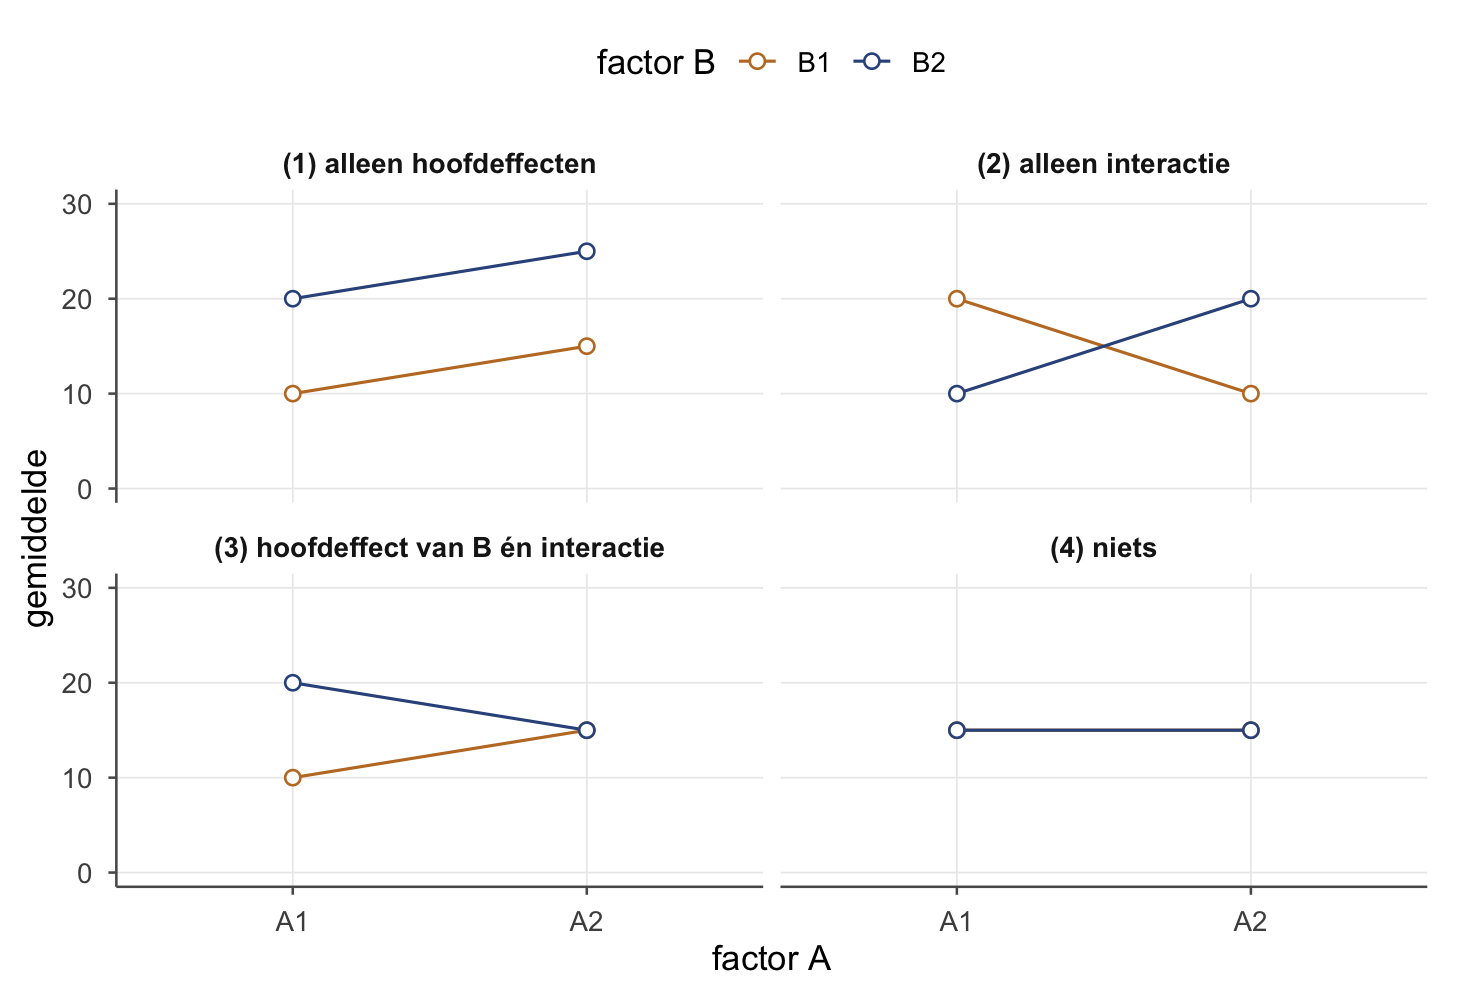 factor B B1 B2
(1) alleen hoofdeffecten
(2) alleen interactie
30
20
10
0
gemiddelde
(3) hoofdeffect van B én interactie
(4) niets
30
20
10
0
A1 A2 A1 A2
factor A